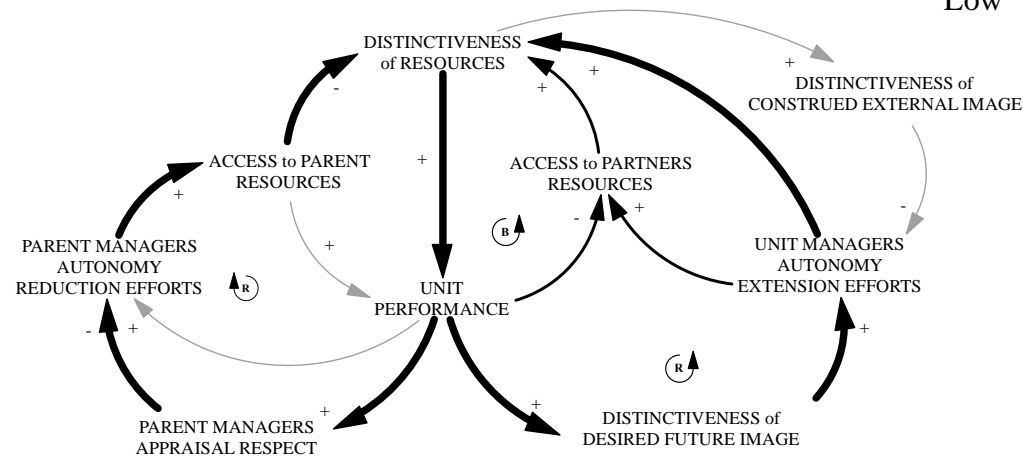 Low
DISTINCTIVENESS
of RESOURCES
+
DISTINCTIVENESS of
CONSTRUED EXTERNAL IMAGE
+
+
-
ACCESS to PARENT
RESOURCES
+
ACCESS to PARTNERS
RESOURCES
+
-
+
-
B
PARENT MANAGERS
AUTONOMY
REDUCTION EFFORTS
+
UNIT MANAGERS
AUTONOMY
EXTENSION EFFORTS
R
UNIT
PERFORMANCE
-
+
+
R
+
+
PARENT MANAGERS
APPRAISAL RESPECT
DISTINCTIVENESS of
DESIRED FUTURE IMAGE